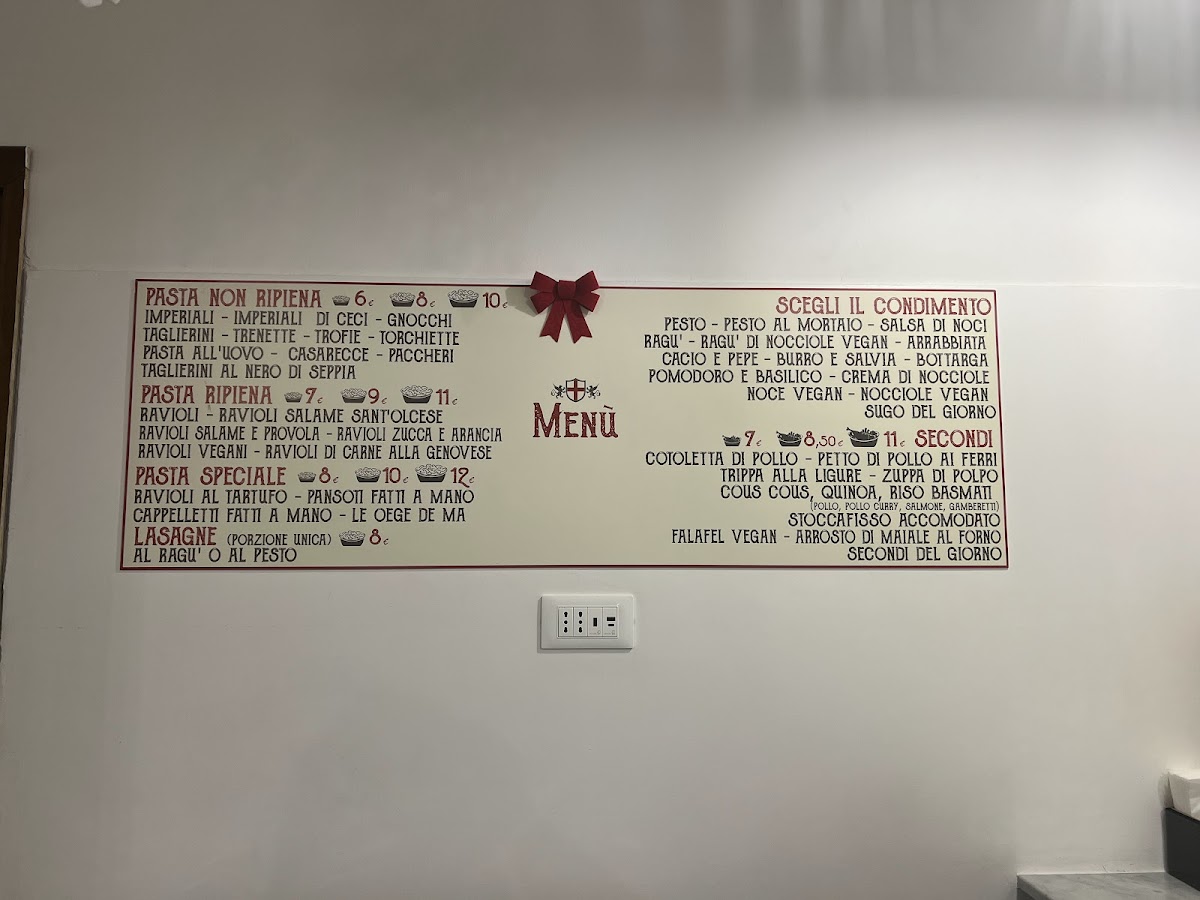 PASTA NON RIPIENA 6€ 8€ 10€
IMPERIALI - IMPERIALI DI CECI - GNOCCHI
TAGLIERINI - TRENETTE - TROFIE - TORCHIETTE
PASTA ALL'UOVO - CASARECCE - PACCHERI
TAGLIERINI AL NERO DI SEPPIA
PASTA RIPIENA 7€ 9€ 11€
RAVIOLI - RAVIOLI SALAME SANT'OLCESE
RAVIOLI SALAME E PROVOLA - RAVIOLI ZUCCA E ARANCIA
RAVIOLI VEGANI - RAVIOLI DI CARNE ALLA GENOVESE
PASTA SPECIALE 8€ 10€ 12€
RAVIOLI AL TARTUFO - PANSOTI FATTI A MANO
CAPPELLETTI FATTI A MANO - LE OEGE DE MA
LASAGNE (PORZIONE UNICA) 8€
AL RAGU' O AL PESTO
MENÙ
SCEGLI IL CONDIMENTO
PESTO - PESTO AL MORTAIO - SALSA DI NOCI
RAGU' - RAGU' DI NOCCIOLE VEGAN - ARRABBIATA
CACIO E PEPE - BURRO E SALVIA - BOTTARGA
POMODORO E BASILICO - CREMA DI NOCCIOLE
NOCE VEGAN - NOCCIOLE VEGAN
SUGO DEL GIORNO
7€ 8,50€ 11€ SECONDI
COTOLETTA DI POLLO - PETTO DI POLLO AI FERRI
TRIPPA ALLA LIGURE - ZUPPA DI POLPO
COUS COUS, QUINOA, RISO BASMATI
(POLLO, POLLO CURRY, SALMONE, GAMBERETTI)
STOCCAFISSO ACCOMODATO
FALAFEL VEGAN - ARROSTO DI MAIALE AL FORNO
SECONDI DEL GIORNO